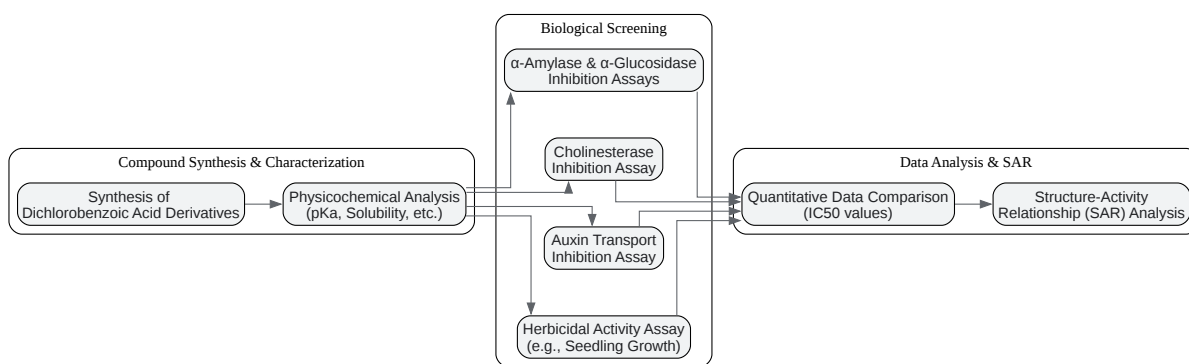 Compound Synthesis & Characterization
Synthesis of
Dichlorobenzoic Acid Derivatives
Physicochemical Analysis
(pKa, Solubility, etc.)
Biological Screening
α-Amylase & α-Glucosidase
Inhibition Assays
Cholinesterase
Inhibition Assay
Auxin Transport
Inhibition Assay
Herbicidal Activity Assay
(e.g., Seedling Growth)
Data Analysis & SAR
Quantitative Data Comparison
(IC50 values)
Structure-Activity
Relationship (SAR) Analysis